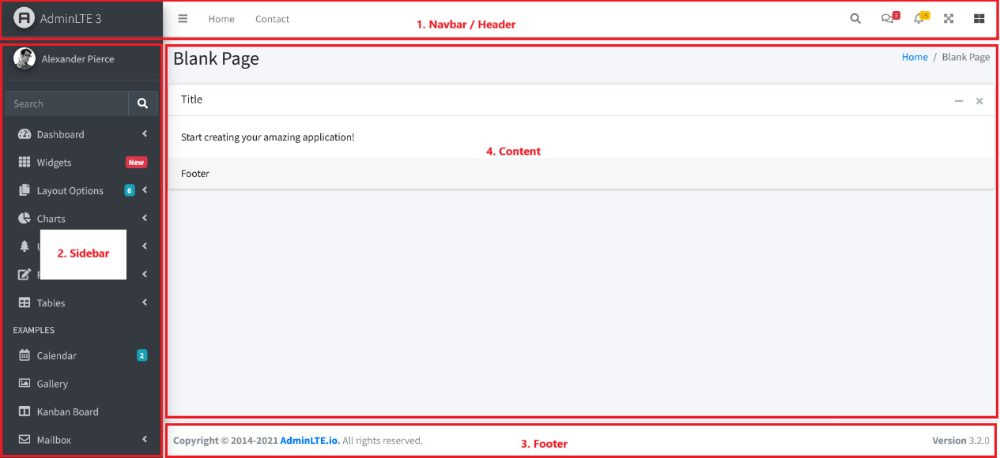 AdminLTE 3
Home Contact
3
15
1. Navbar / Header
Alexander Pierce
Search
Dashboard
Widgets New
Layout Options 6
Charts
2. Sidebar
Tables
EXAMPLES
Calendar 2
Gallery
Kanban Board
Mailbox
Blank Page
Home / Blank Page
Title
Start creating your amazing application!
4. Content
Footer
Copyright © 2014-2021 AdminLTE.io. All rights reserved.
3. Footer
Version 3.2.0